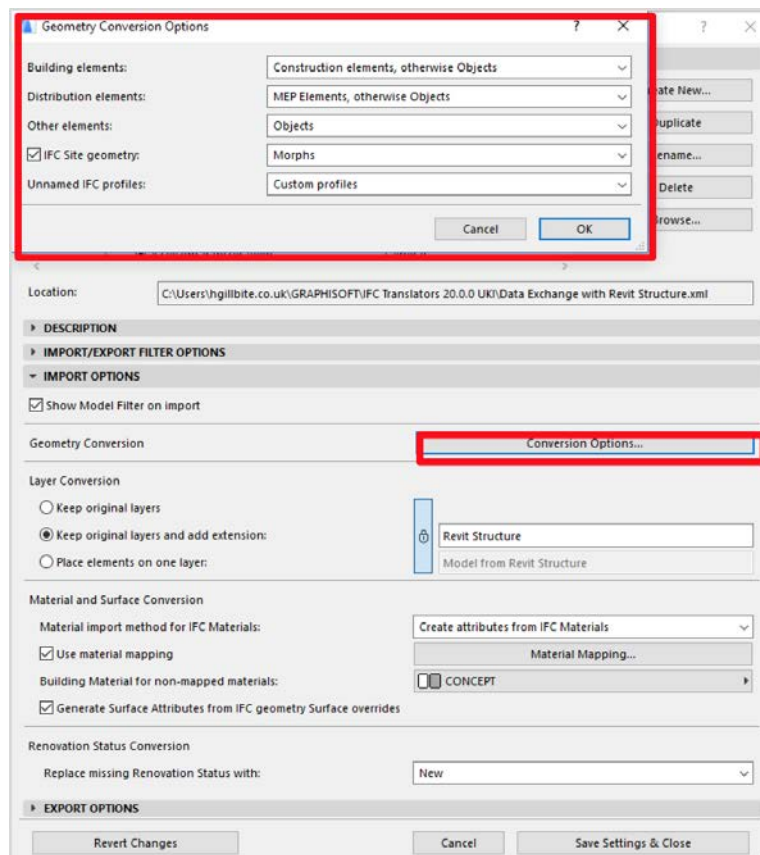 Geometry Conversion Options
Building elements: Construction elements, otherwise Objects
Distribution elements: MEP Elements, otherwise Objects
Other elements: Objects
IFC Site geometry: Morphs
Unnamed IFC profiles: Custom profiles
Cancel OK
Delete
Location: C:\Users\hgillbite.co.uk\GRAPHISOFT\IFC Translators 20.0.0 UKI\Data Exchange with Revit Structure.xml
DESCRIPTION
IMPORT/EXPORT FILTER OPTIONS
IMPORT OPTIONS
Show Model Filter on import
Geometry Conversion Conversion Options...
Layer Conversion
Keep original layers
Keep original layers and add extension: Revit Structure
Place elements on one layer: Model from Revit Structure
Material and Surface Conversion
Material import method for IFC Materials: Create attributes from IFC Materials
Use material mapping Material Mapping...
Building Material for non-mapped materials: CONCEPT
Generate Surface Attributes from IFC geometry Surface overrides
Renovation Status Conversion
Replace missing Renovation Status with: New
EXPORT OPTIONS
Revert Changes Cancel Save Settings & Close